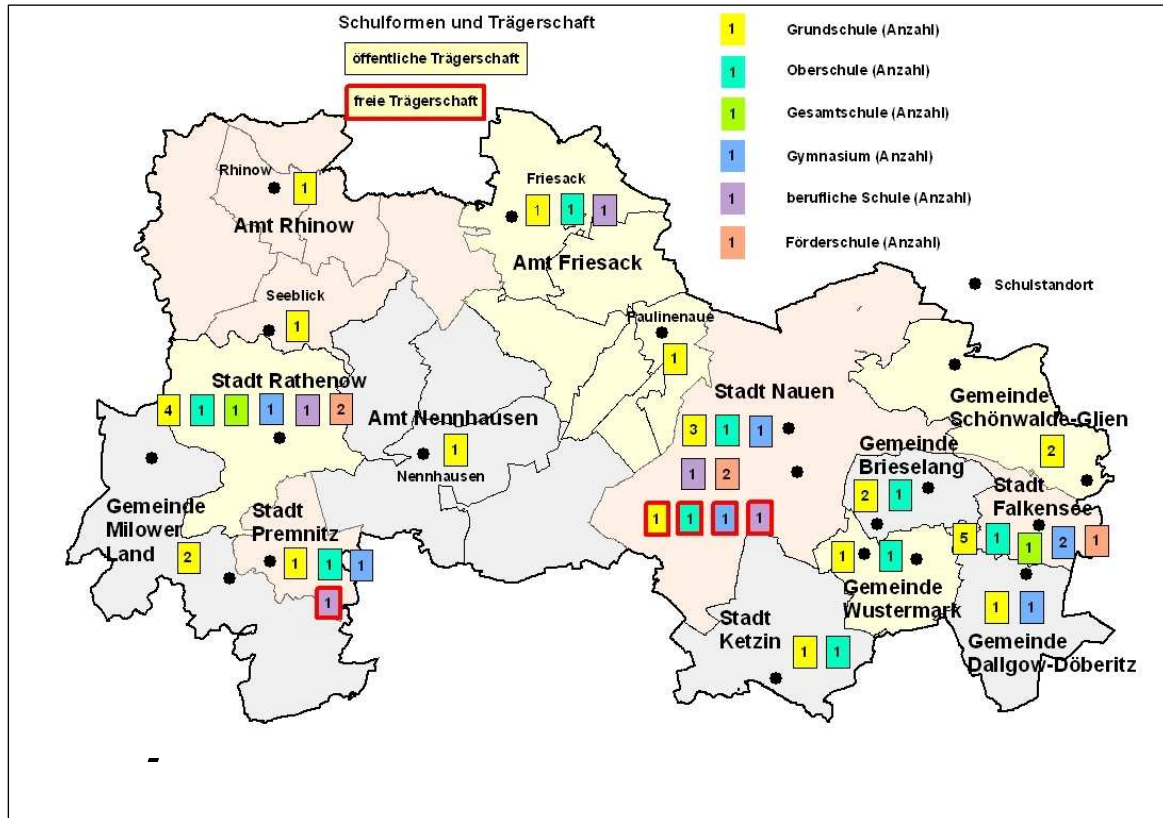 Schulformen und Trägerschaft
öffentliche Trägerschaft
freie Trägerschaft
1 Grundschule (Anzahl)
1 Oberschule (Anzahl)
1 Gesamtschule (Anzahl)
1 Gymnasium (Anzahl)
1 berufliche Schule (Anzahl)
1 Förderschule (Anzahl)
Schulstandort
Rhinow
1
Amt Rhinow
Seeblick
1
Friesack
1 1 1
Amt Friesack
Paulinenaue
1
Stadt Rathenow
4 1 1 1 1 2
Amt Nennhausen
1
Nennhausen
Stadt Nauen
3 1 1
1 2
1 1 1 1
Gemeinde
Schönwalde-Glien
2
Gemeinde
Brieselang
2 1
Stadt
Falkensee
5 1 1 2 1
Gemeinde
Milower
Land
2
Stadt
Premnitz
1 1 1
1
1 1
Gemeinde
Wustermark
Stadt
Ketzin
1 1
1 1
Gemeinde
Dallgow-Döberitz